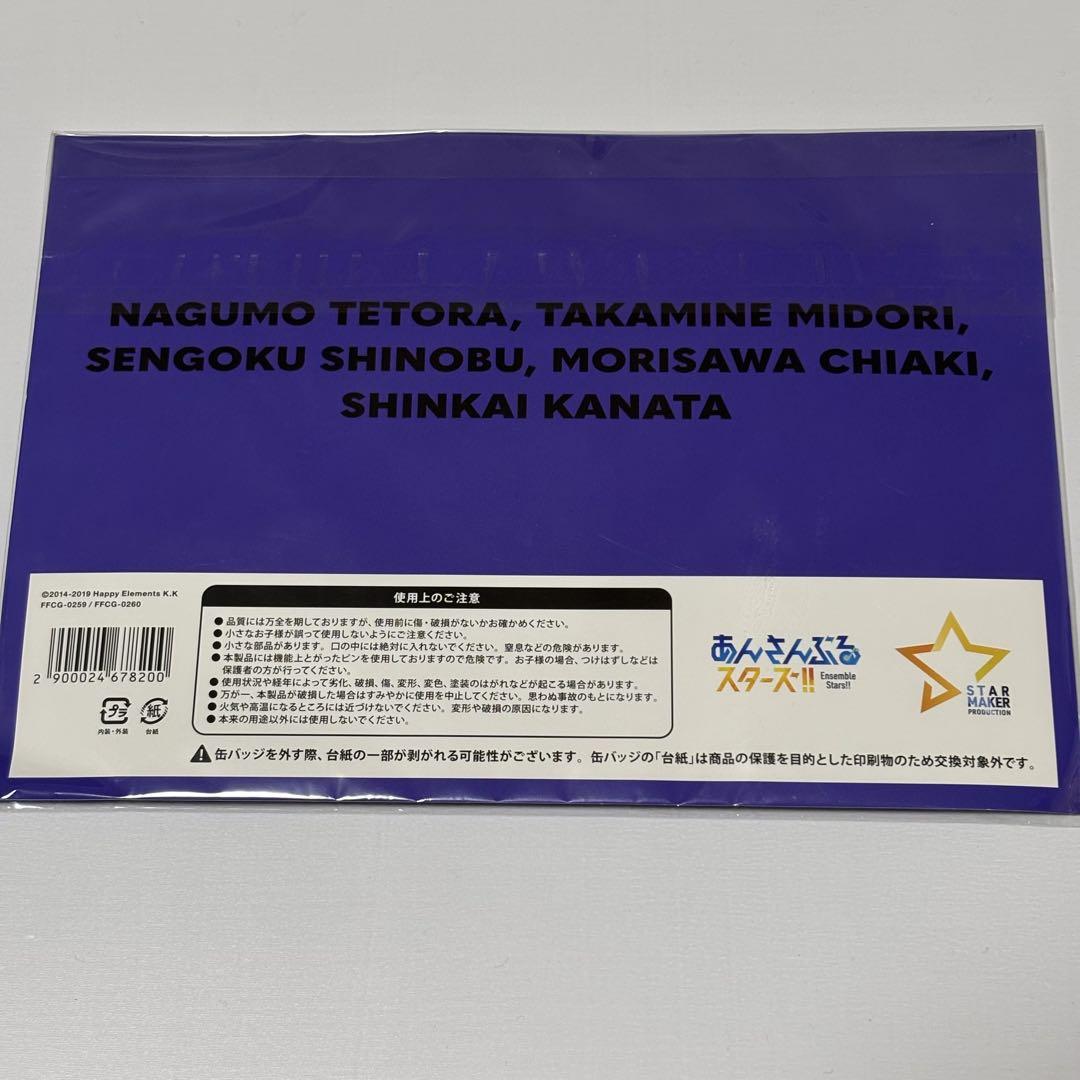 NAGUMO TETORA, TAKAMINE MIDORI,
SENGOKU SHINOBU, MORISAWA CHIAKI,
SHINKAI KANATA
©2014-2019 Happy Elements K.K
FFCG-0259 / FFCG-0260
2 900024 678200
プラ
内装・外装
紙
台紙
使用上のご注意
●品質には万全を期しておりますが、使用前に傷・破損がないかお確かめください。
●小さなお子様が誤って使用しないようにご注意ください。
●小さな部品があります。口の中には絶対に入れないでください。窒息などの危険があります。
●本製品には機能上とがったピンを使用しておりますので危険です。お子様の場合、つけはずしなどは
保護者の方が行ってください。
●使用状況や経年によって劣化、破損、傷、変形、変色、塗装のはがれなどが起こる場合があります。
●万が一、本製品が破損した場合はすみやかに使用を中止してください。思わぬ事故のもとになります。
●火気や高温になるところには近づけないでください。変形や破損の原因になります。
●本来の用途以外には使用しないでください。
あんさんぶる
スターズ!!
Ensemble
Stars!!
STAR
MAKER
PRODUCTION
⚠缶バッジを外す際、台紙の一部が剥がれる可能性がございます。缶バッジの「台紙」は商品の保護を目的とした印刷物のため交換対象外です。